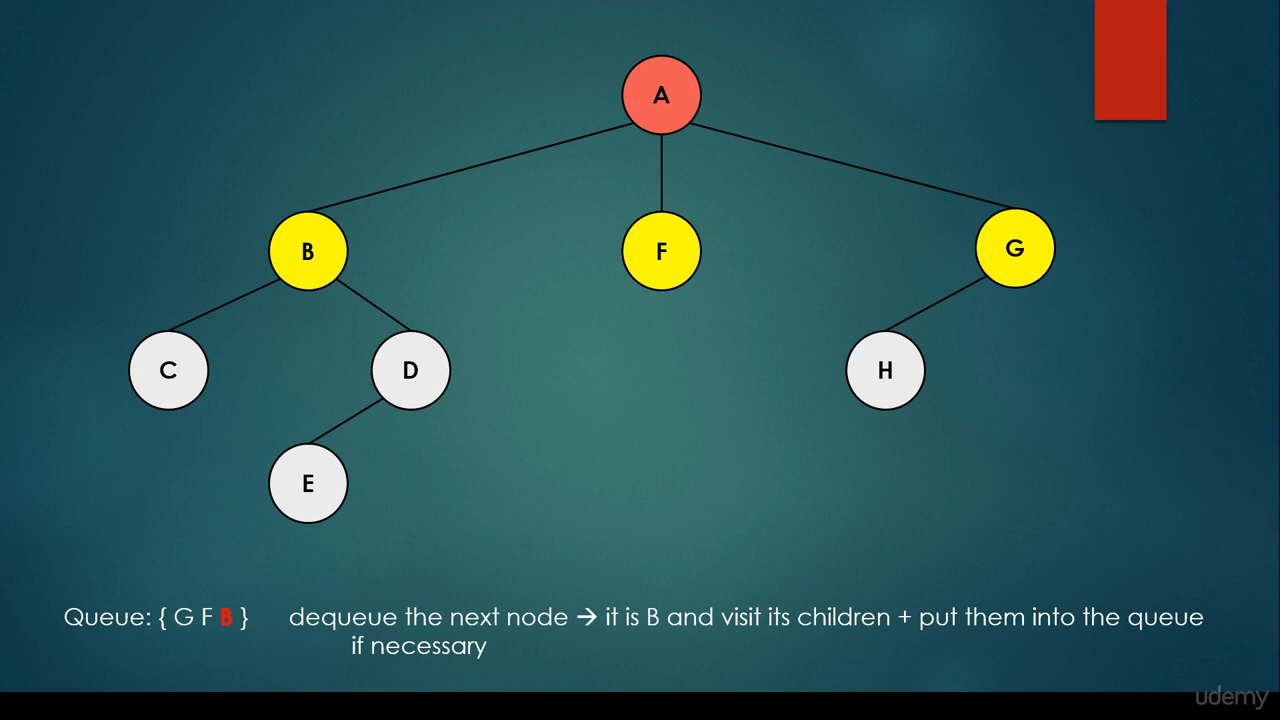 A
B
F
G
C
D
H
E
Queue: { G F B } dequeue the next node → it is B and visit its children + put them into the queue
if necessary
udemy